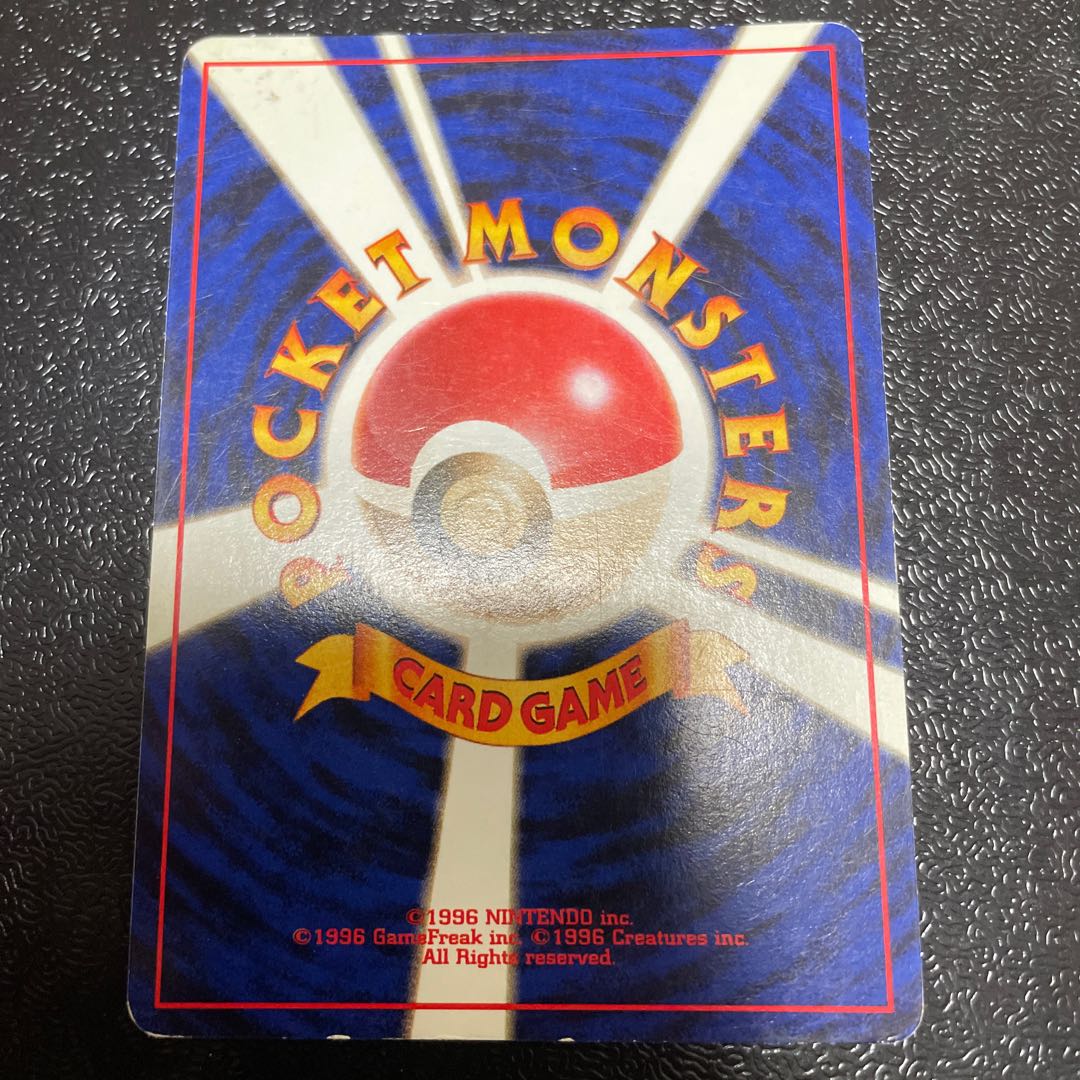 POCKET MONSTERS
CARD GAME
©1996 NINTENDO inc.
©1996 GameFreak inc. ©1996 Creatures inc.
All Rights reserved.